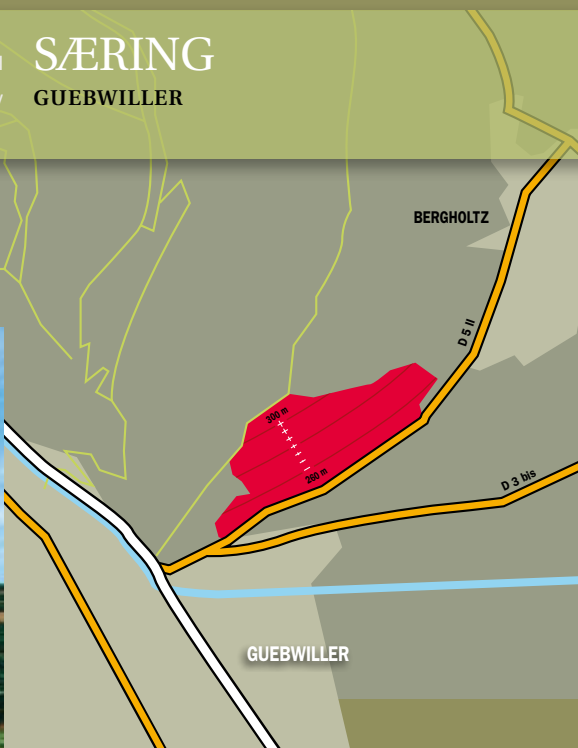 SÆRING
GUEBWILLER
BERGHOLTZ
D 5 II
300 m
260 m
D 3 bis
GUEBWILLER